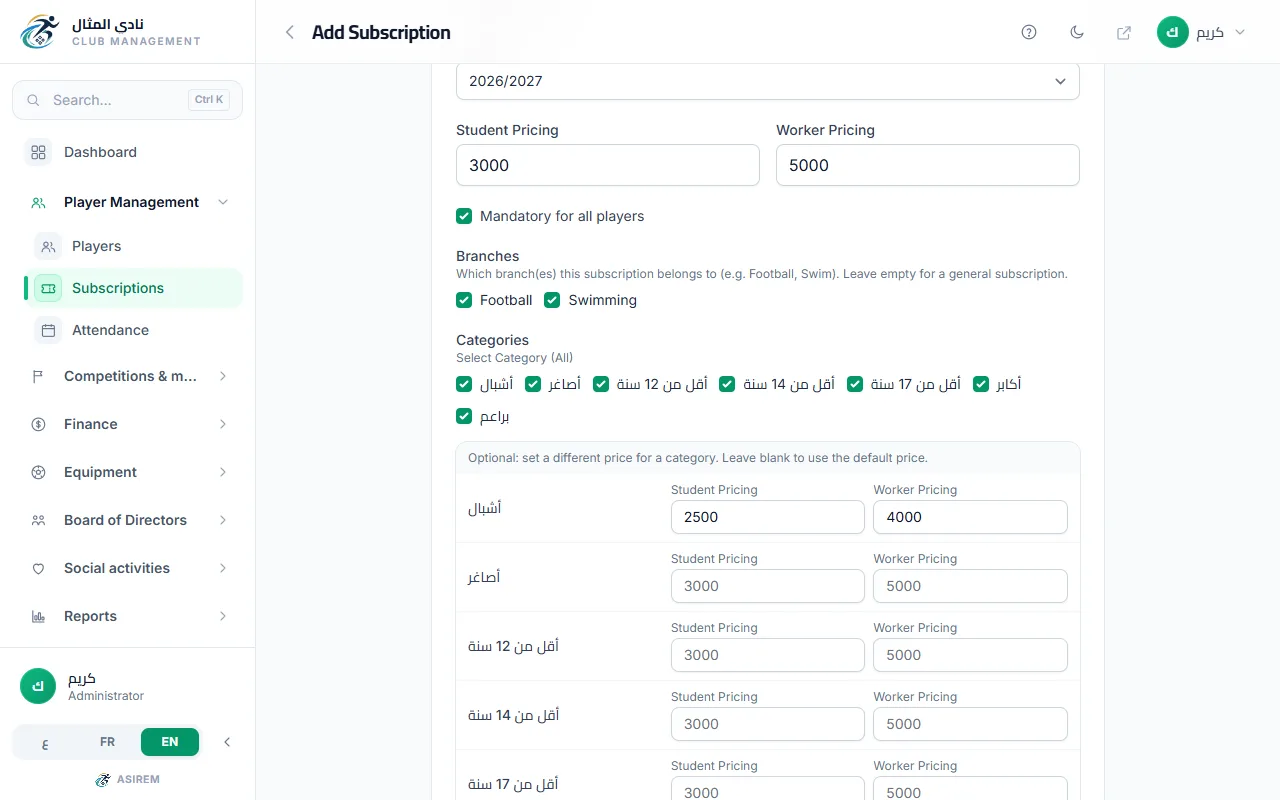 نادي المثال
CLUB MANAGEMENT
Add Subscription
كريم
Search...
Ctrl K
Dashboard
Player Management
Players
Subscriptions
Attendance
Competitions & m...
Finance
Equipment
Board of Directors
Social activities
Reports
ك
كريم
Administrator
ع
FR
EN
ASIREM
ك
2026/2027
Student Pricing
Worker Pricing
3000
5000
Mandatory for all players
Branches
Which branch(es) this subscription belongs to (e.g. Football, Swim). Leave empty for a general subscription.
Football
Swimming
Categories
Select Category (All)
أشبال
أصاغر
أقل من 12 سنة
أقل من 14 سنة
أقل من 17 سنة
أكابر
براعم
Optional: set a different price for a category. Leave blank to use the default price.
أشبال
Student Pricing
Worker Pricing
2500
4000
أصاغر
Student Pricing
Worker Pricing
3000
5000
أقل من 12 سنة
Student Pricing
Worker Pricing
3000
5000
أقل من 14 سنة
Student Pricing
Worker Pricing
3000
5000
أقل من 17 سنة
Student Pricing
Worker Pricing
3000
5000